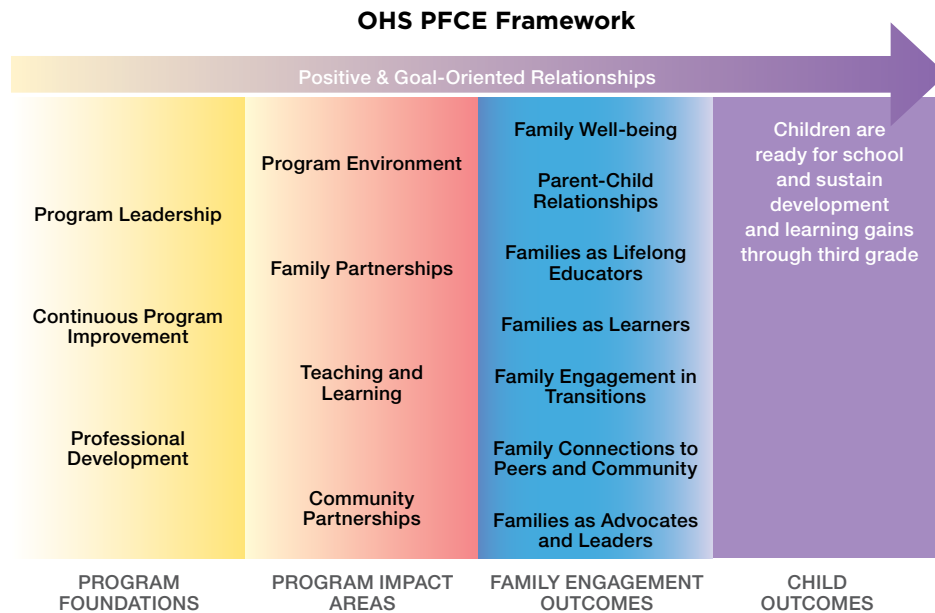 OHS PFCE Framework
Positive & Goal-Oriented Relationships
Program Leadership
Continuous Program
Improvement
Professional
Development
PROGRAM
FOUNDATIONS
Program Environment
Family Partnerships
Teaching and
Learning
Community
Partnerships
PROGRAM IMPACT
AREAS
Family Well-being
Parent-Child
Relationships
Families as Lifelong
Educators
Families as Learners
Family Engagement in
Transitions
Family Connections to
Peers and Community
Families as Advocates
and Leaders
FAMILY ENGAGEMENT
OUTCOMES
Children are
ready for school
and sustain
development
and learning gains
through third grade
CHILD
OUTCOMES